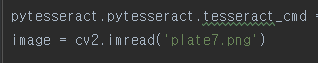 pytesseract.pytesseract.tesseract_cmd =
image = cv2.imread('plate7.png')